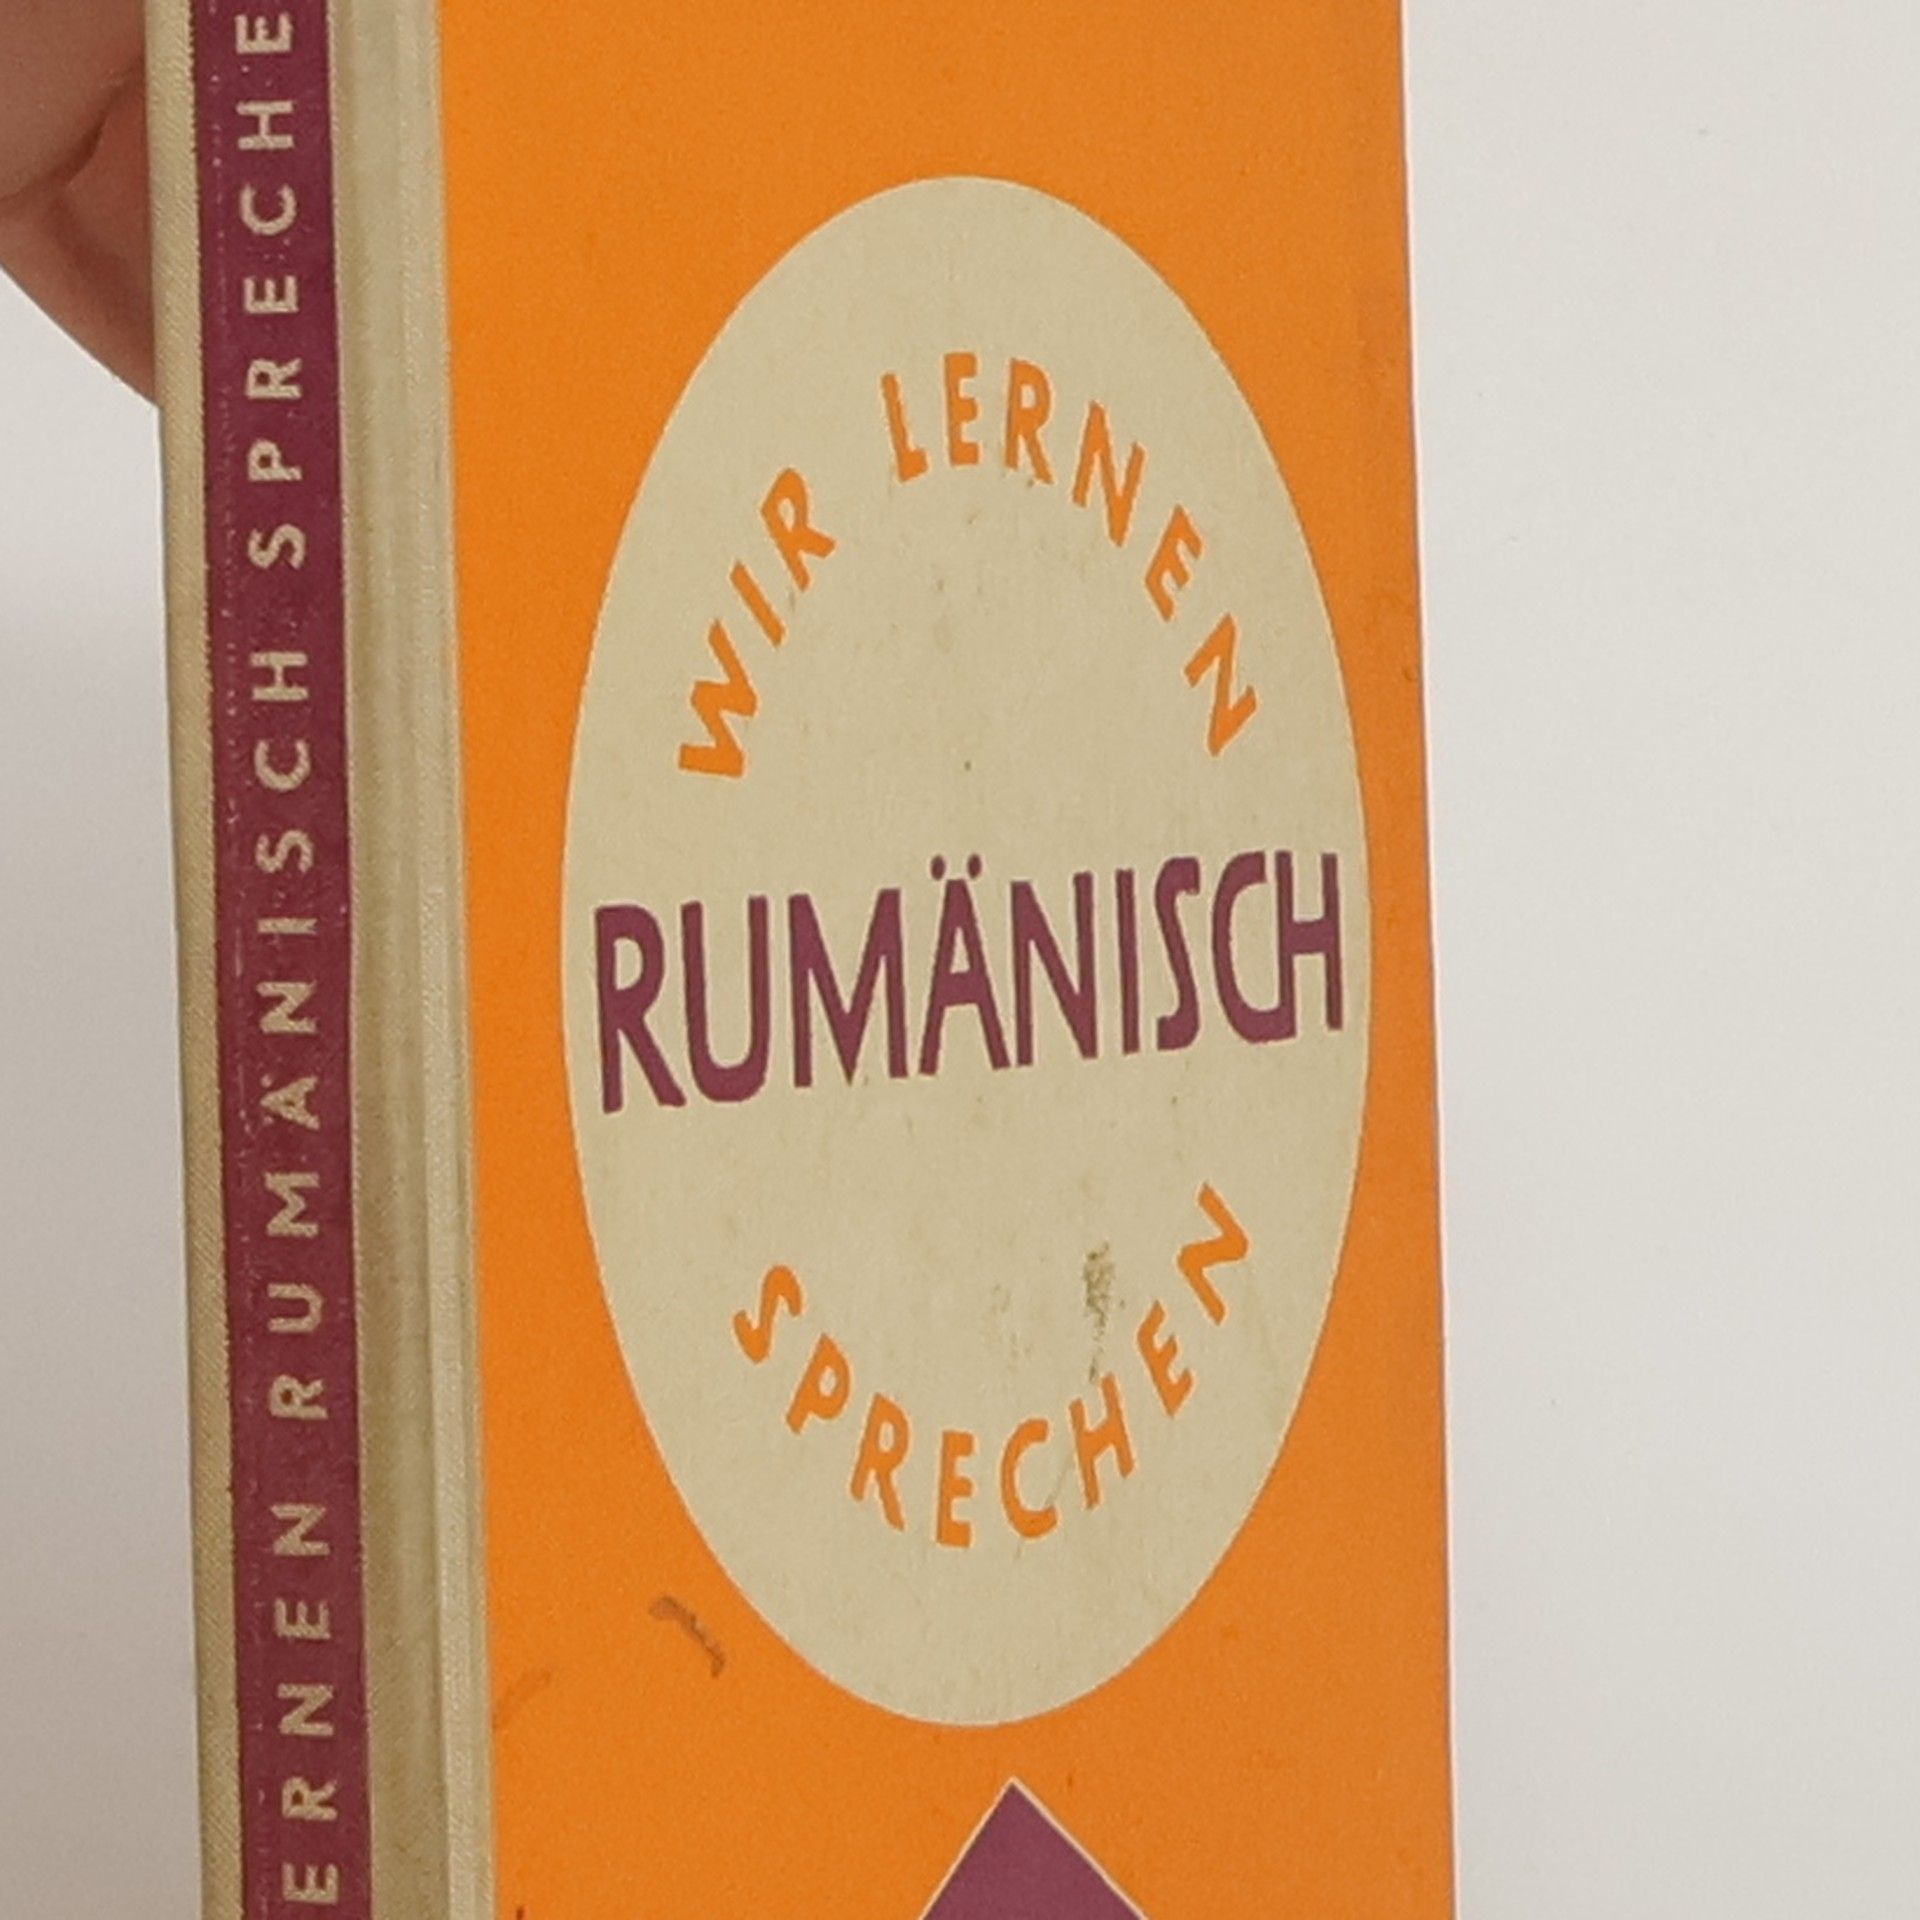 ERNEN RUMÄNISCH SPRECHE
WIR LERNEN
RUMÄNISCH
SPRECHEN